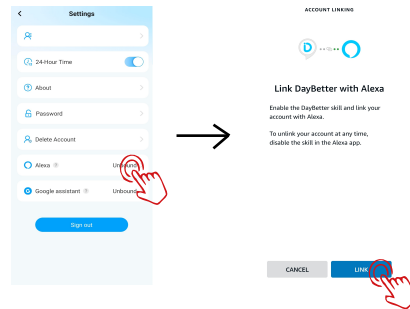 Settings
24-Hour Time
About
Password
Delete Account
Alexa
Unbound
Google assistant
Unbound
Sign out
ACCOUNT LINKING
Link DayBetter with Alexa
Enable the DayBetter skill and link your
account with Alexa.
To unlink your account at any time,
disable the skill in the Alexa app.
CANCEL
LINK